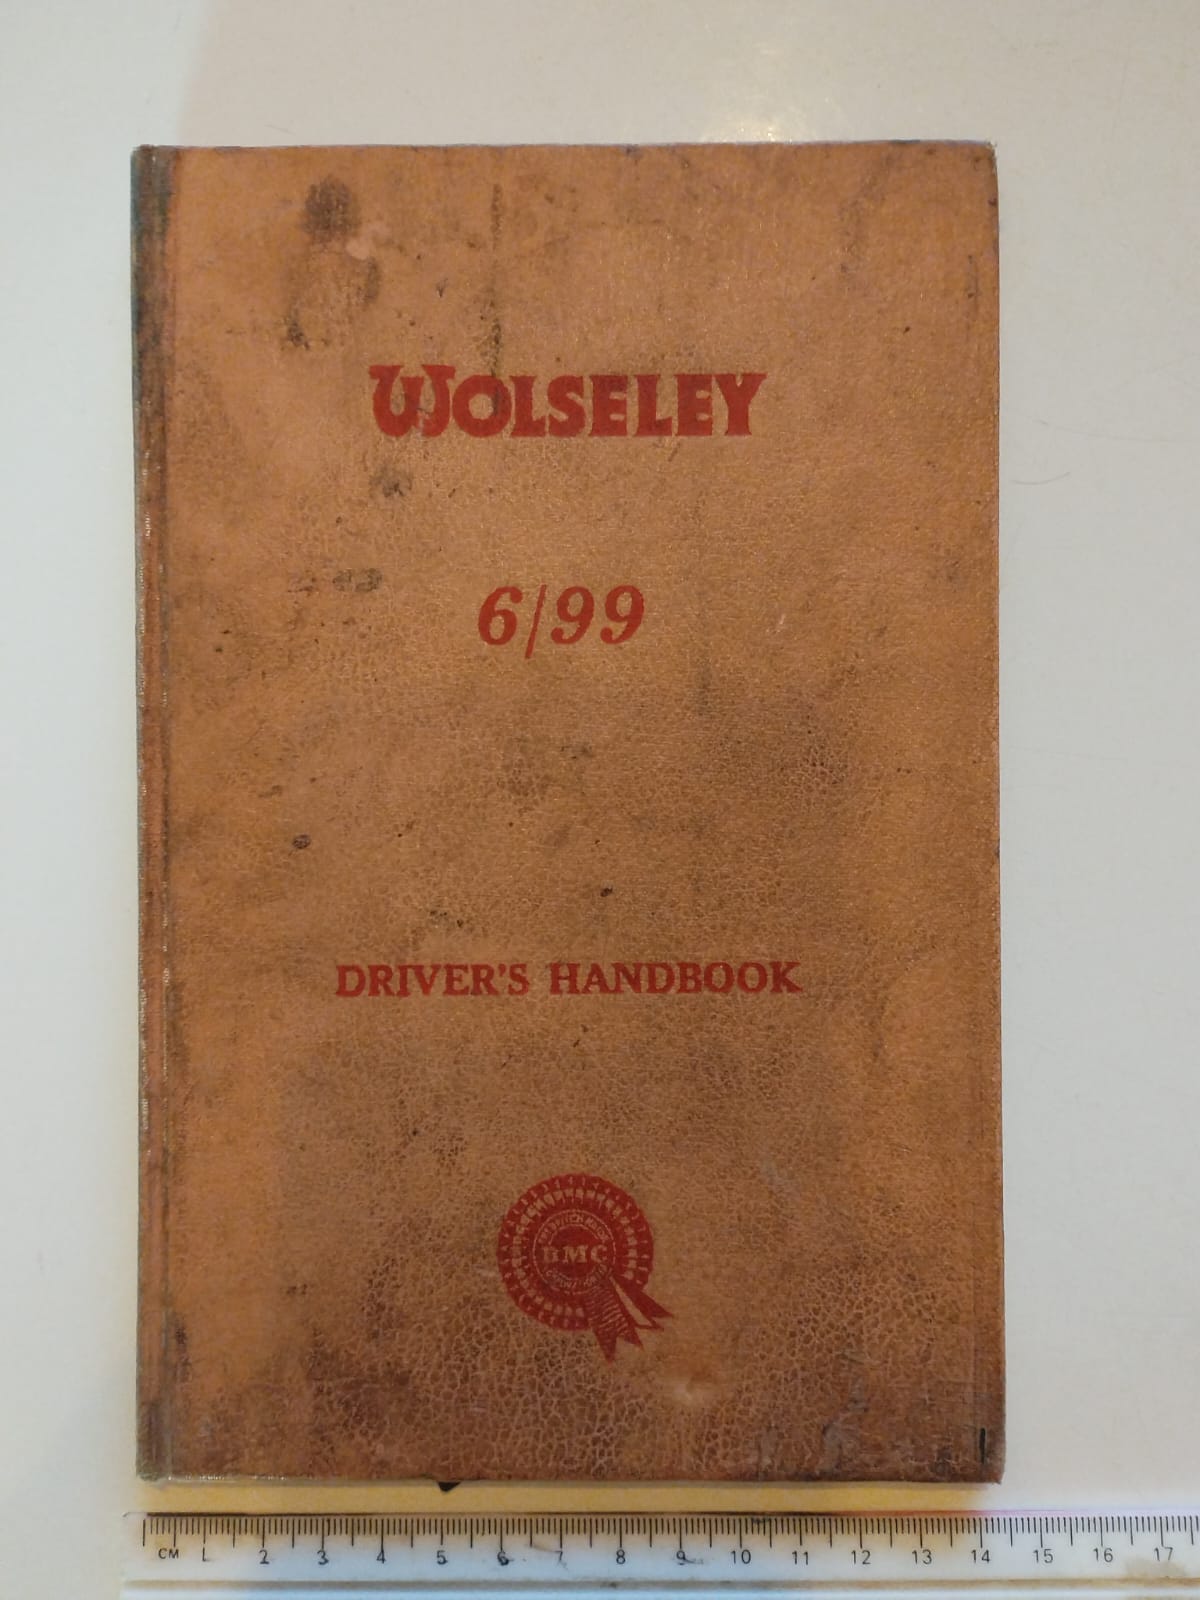 WOLSELEY
6/99
DRIVER'S HANDBOOK
BMC
CM 1 2 3 4 5 6 7 8 9 10 11 12 13 14 15 16 17